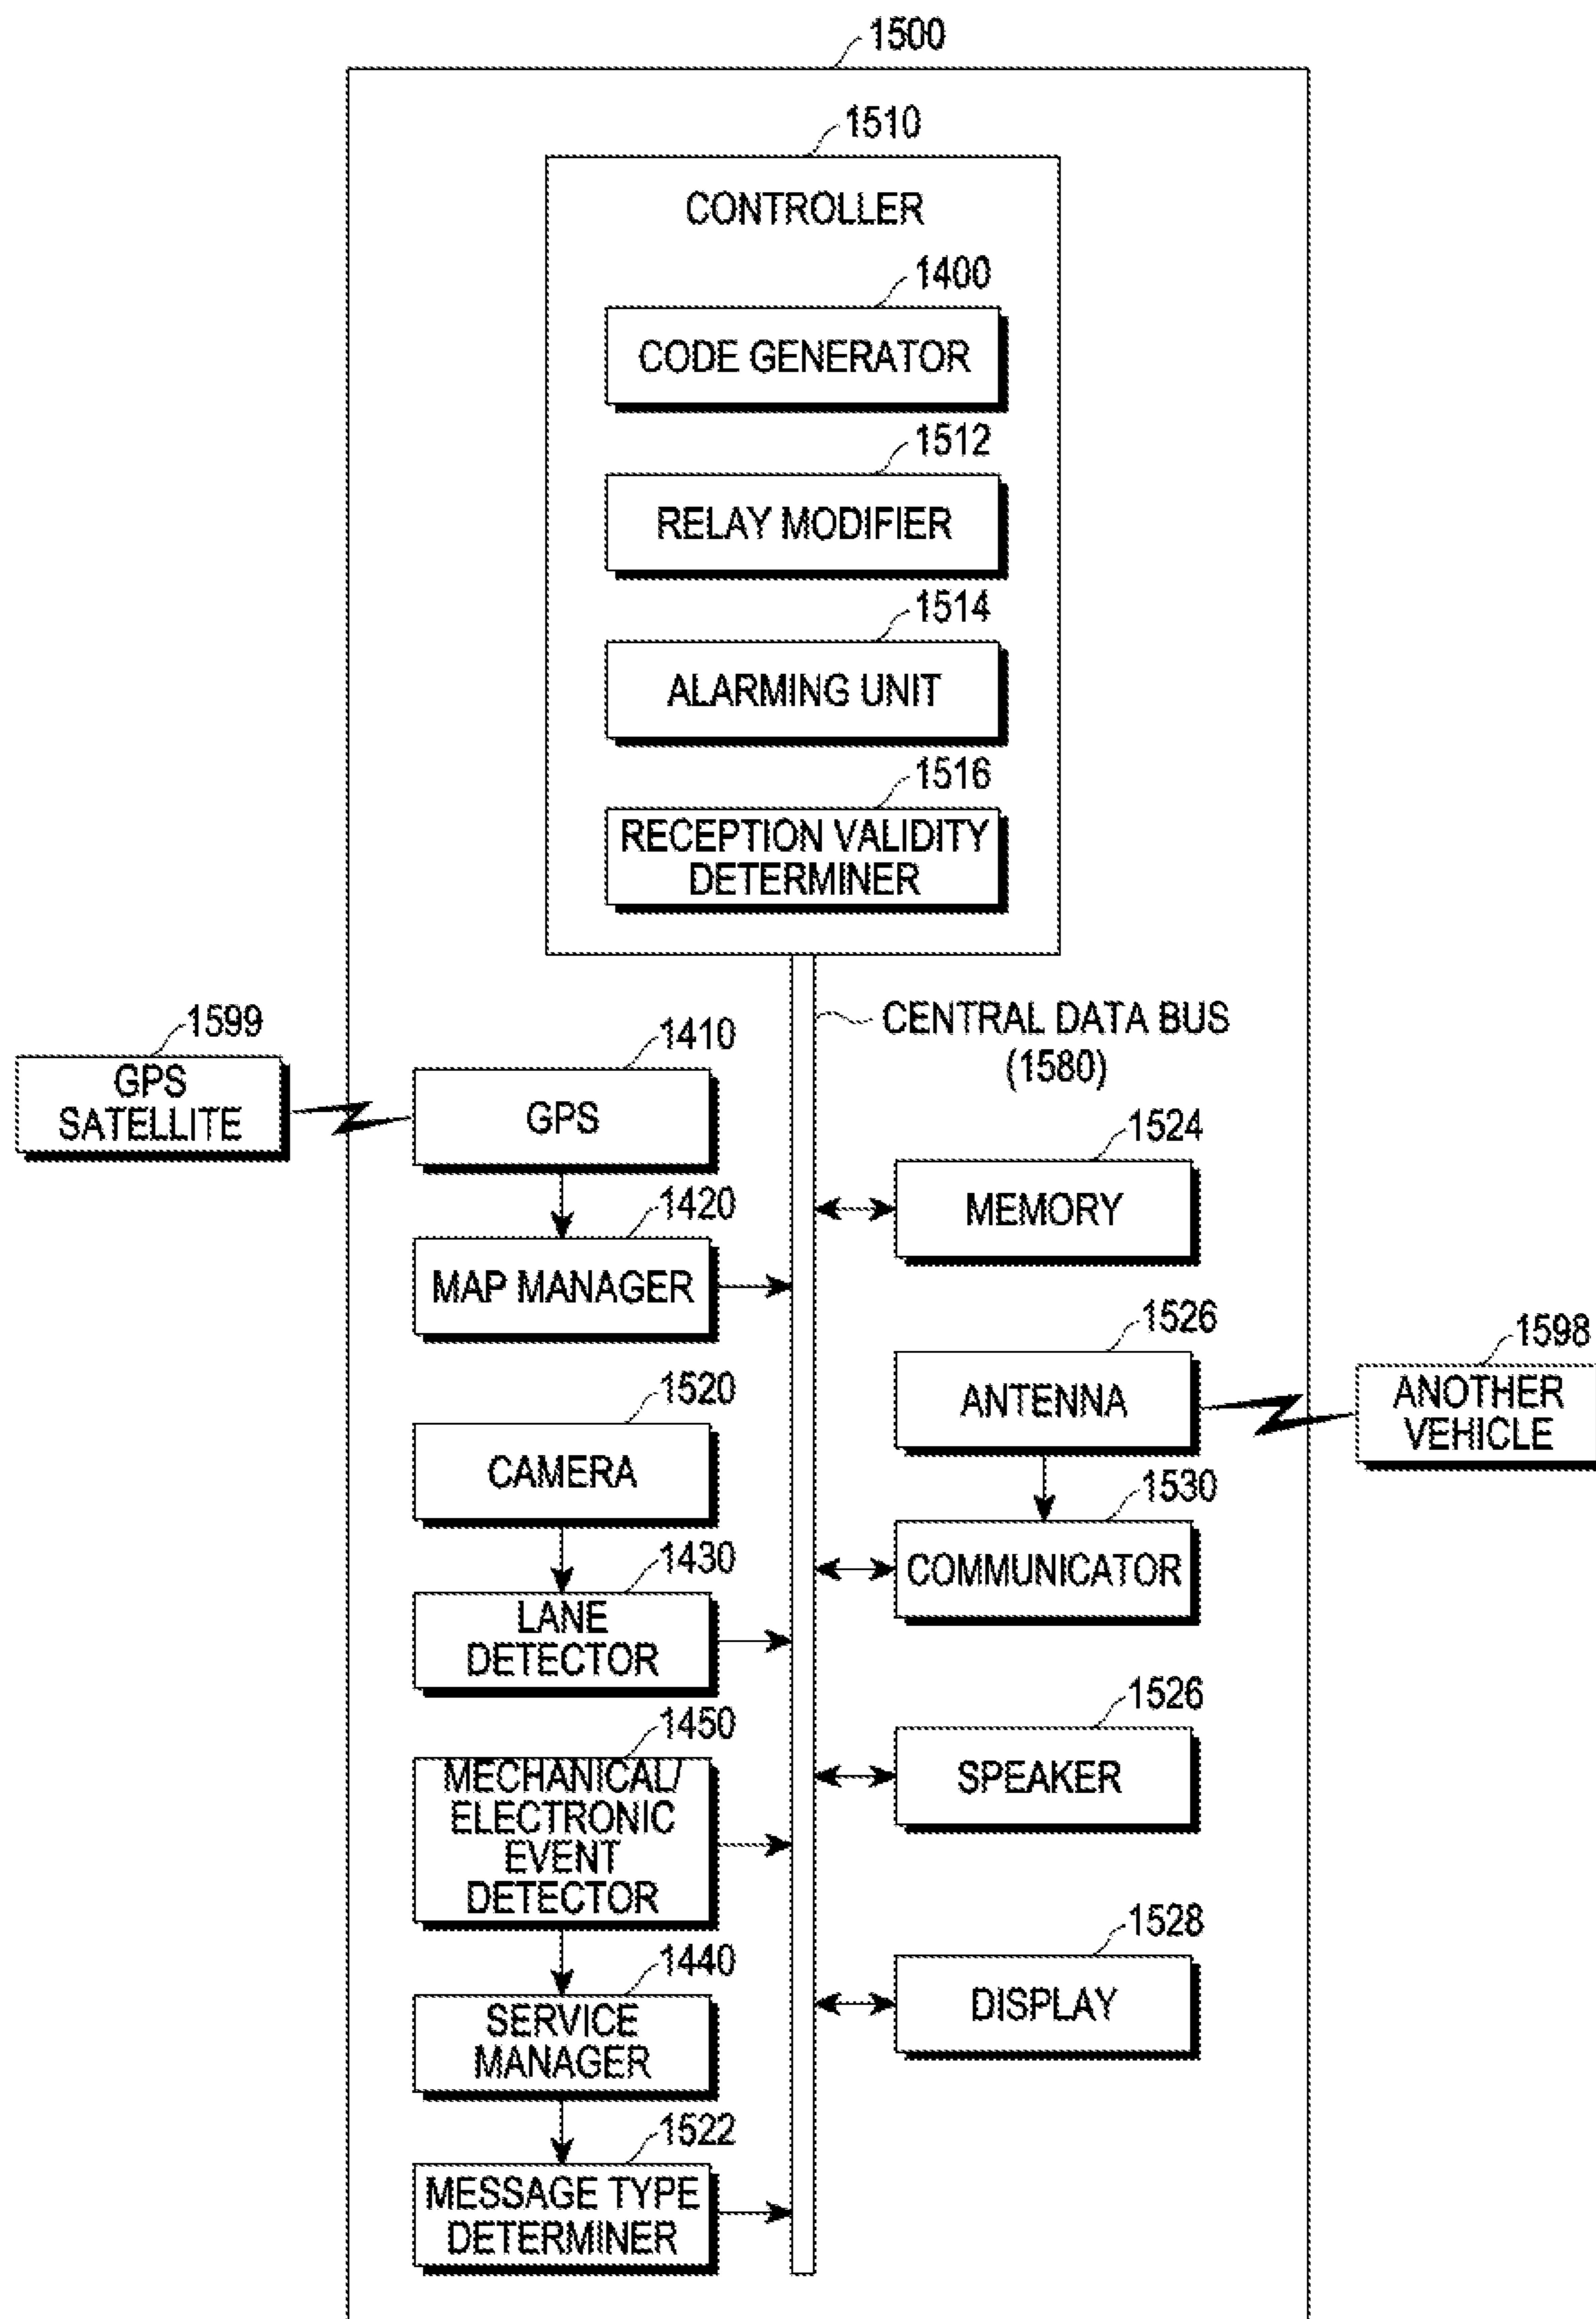 1500
1510
CONTROLLER
1400
CODE GENERATOR
1512
RELAY MODIFIER
1514
ALARMING UNIT
1516
RECEPTION VALIDITY
DETERMINER
CENTRAL DATA BUS
(1580)
1599
GPS
SATELLITE
1410
GPS
1420
MAP MANAGER
1520
CAMERA
1430
LANE
DETECTOR
1450
MECHANICAL/
ELECTRONIC
EVENT
DETECTOR
1440
SERVICE
MANAGER
1522
MESSAGE TYPE
DETERMINER
1524
MEMORY
1526
ANTENNA
1598
ANOTHER
VEHICLE
1530
COMMUNICATOR
1526
SPEAKER
1528
DISPLAY